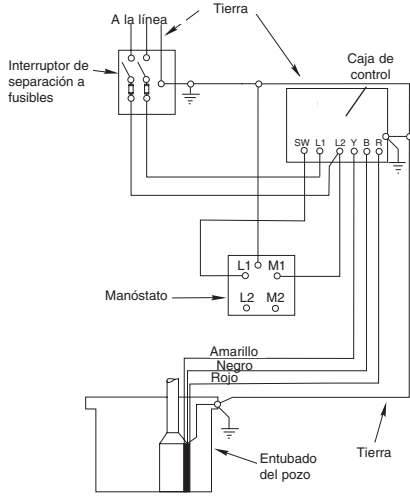 A la línea
Tierra
Interruptor de
separación a
fusibles
Caja de
control
SW L1 L2 Y B R
L1 M1
Manóstato
L2 M2
Amarillo
Negro
Rojo
Entubado
del pozo
Tierra